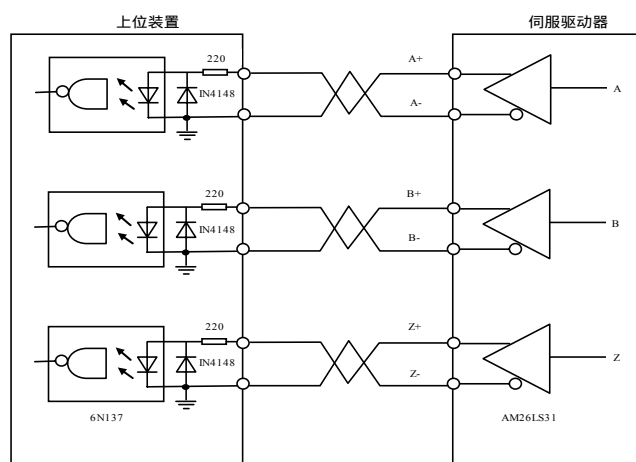 上位装置
伺服驱动器
220
IN4148
A+
A-
A
220
IN4148
B+
B-
B
220
IN4148
Z+
Z-
Z
6N137
AM26LS31